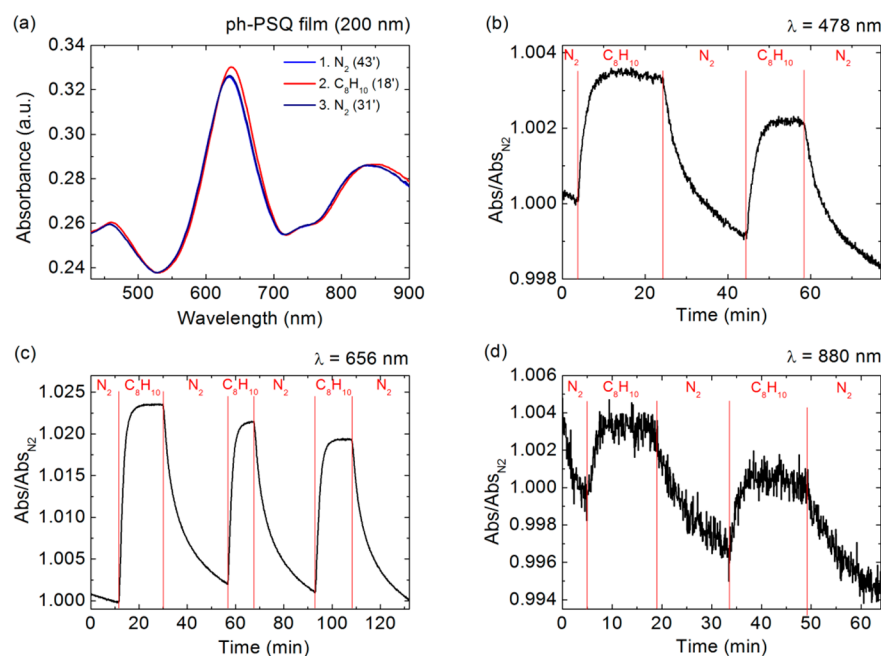 (a)
ph-PSQ film (200 nm)
1. N₂ (43')
2. C₈H₁₀ (18')
3. N₂ (31')
Absorbance (a.u.)
0.34
0.32
0.30
0.28
0.26
0.24
500 600 700 800 900
Wavelength (nm)
(b)
λ = 478 nm
N₂ C₈H₁₀ N₂ C₈H₁₀ N₂
Abs/Abs_N2
1.004
1.002
1.000
0.998
0 20 40 60
Time (min)
(c)
λ = 656 nm
N₂ C₈H₁₀ N₂ C₈H₁₀ N₂ C₈H₁₀ N₂
Abs/Abs_N2
1.025
1.020
1.015
1.010
1.005
1.000
0 20 40 60 80 100 120
Time (min)
(d)
λ = 880 nm
N₂ C₈H₁₀ N₂ C₈H₁₀ N₂
Abs/Abs_N2
1.006
1.004
1.002
1.000
0.998
0.996
0.994
0 10 20 30 40 50 60
Time (min)